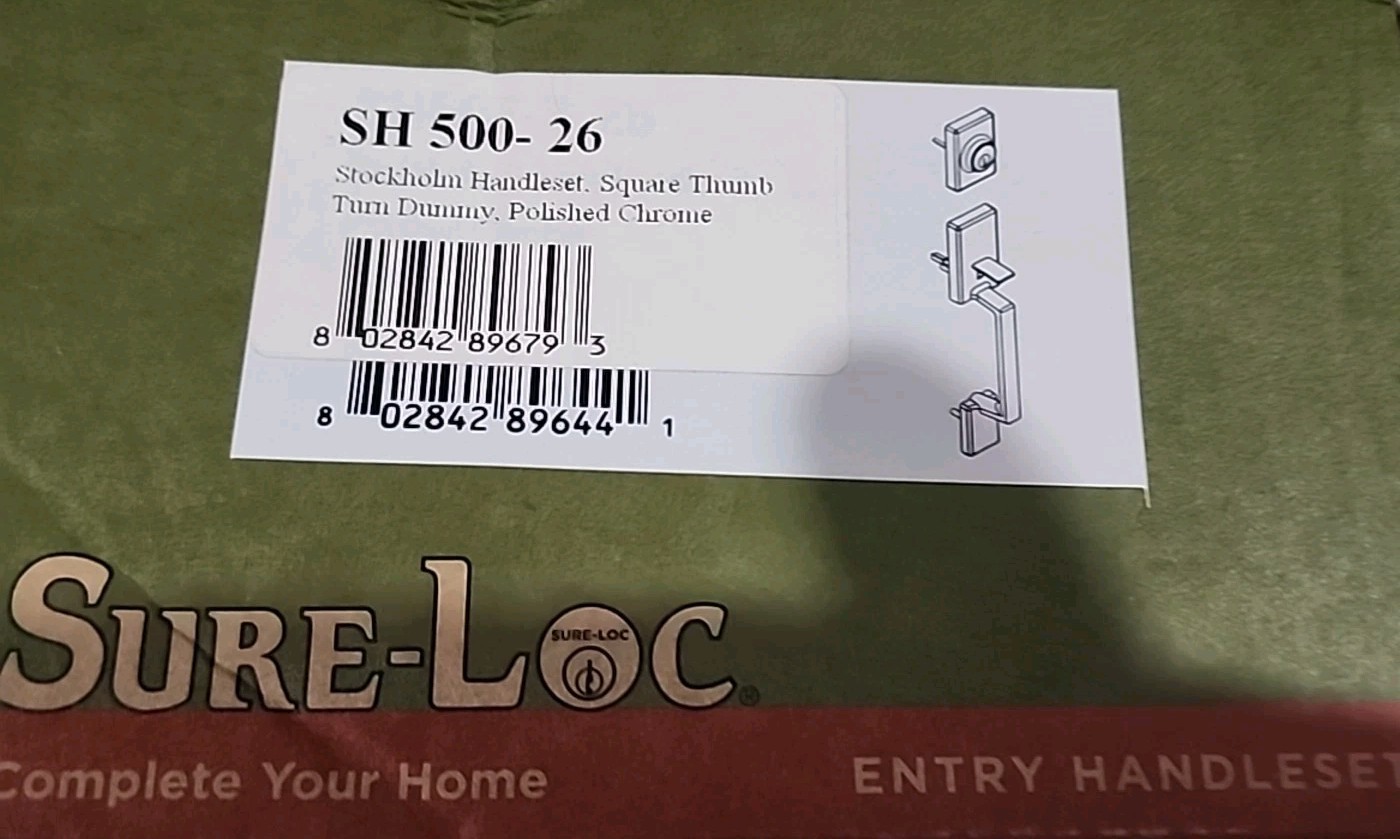 SH 500- 26
Stockholm Handleset. Square Thumb
Turn Dummy, Polished Chrome
8 02842 89679 3
8 02842 89644 1
SURE-LOC
SURE-LOC®
Complete Your Home
ENTRY HANDLESET